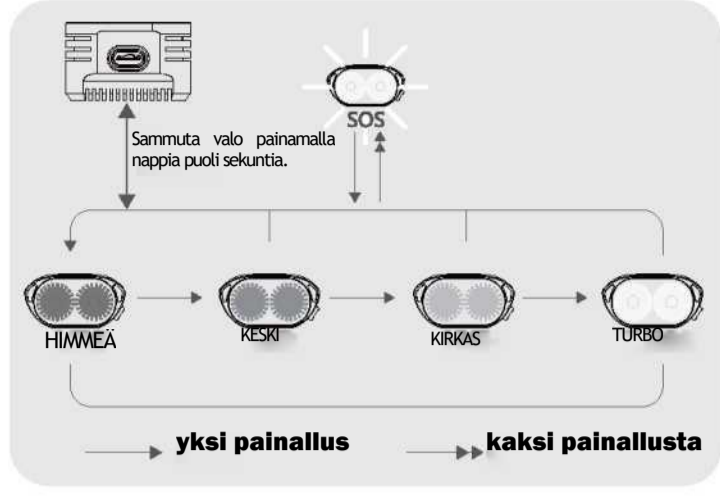 SOS
Sammuta valo painamalla
nappia puoli sekuntia.
HIMMEÄ
KESKI
KIRKAS
TURBO
yksi painallus
kaksi painallusta